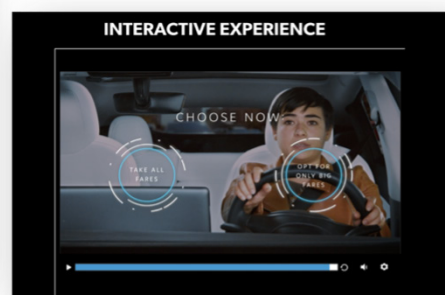 INTERACTIVE EXPERIENCE
CHOOSE NOW
TAKE ALL
FARES
OPT FOR
ONLY BIG
FARES